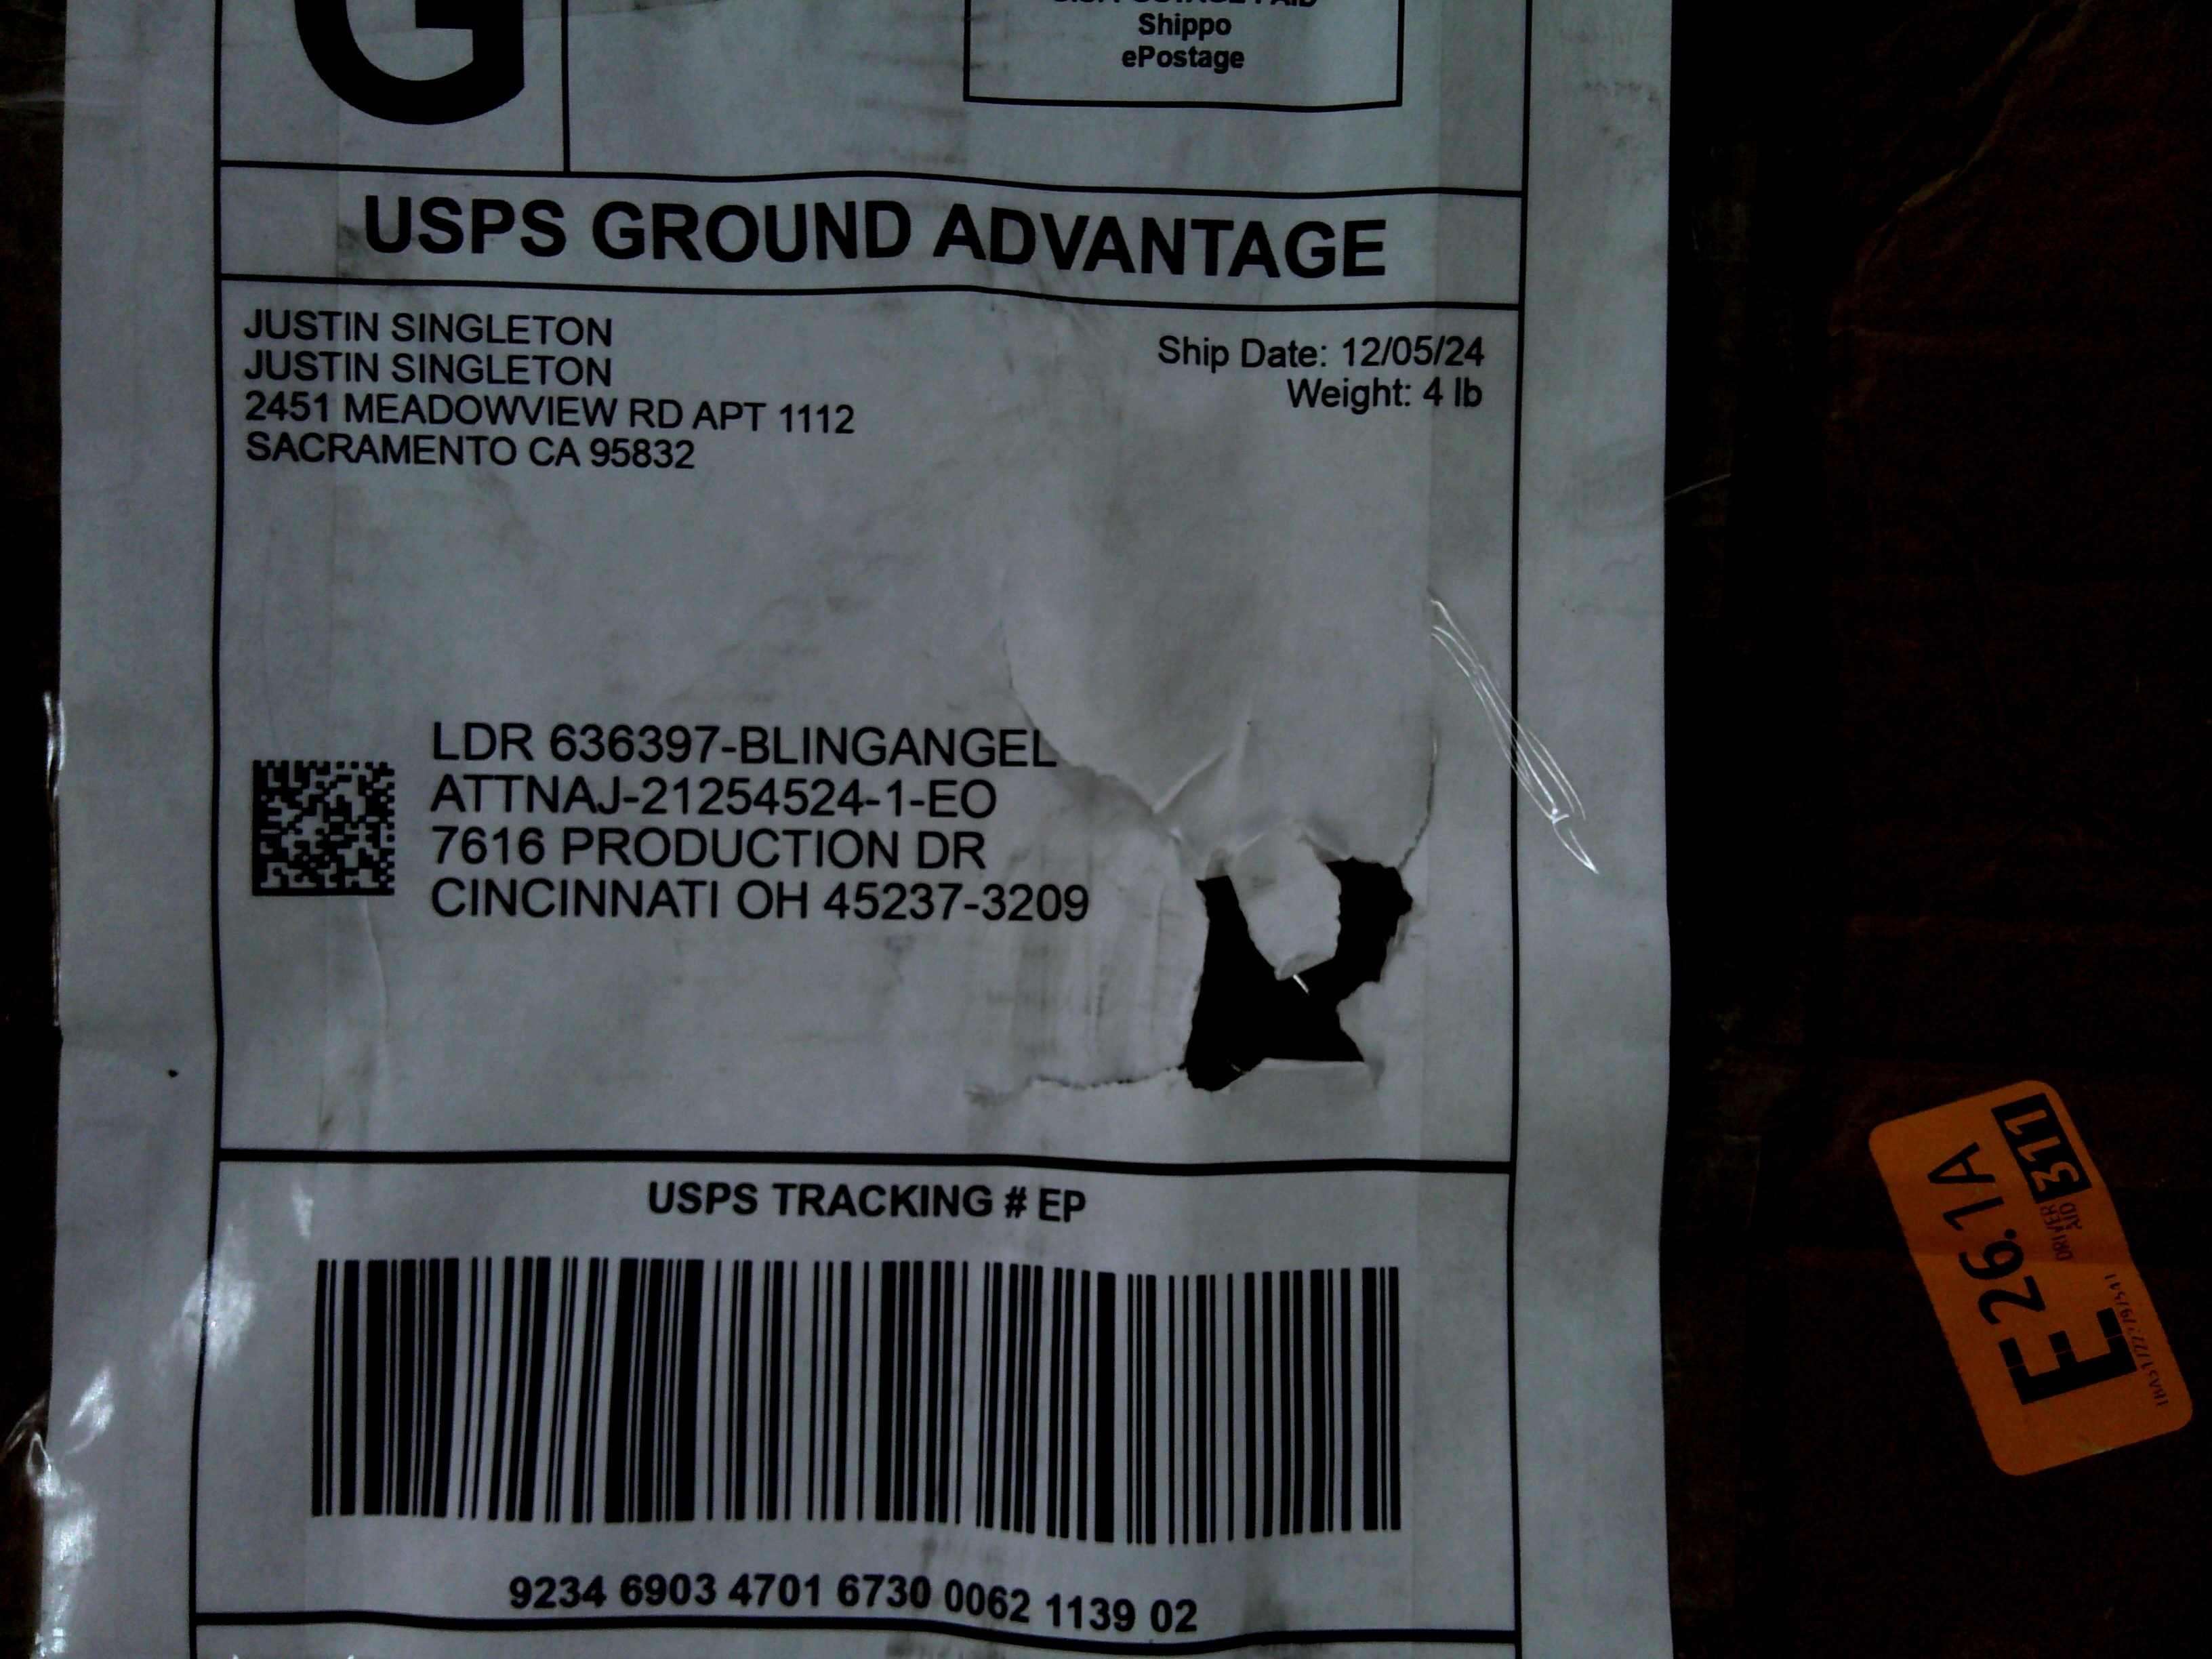 G
Shippo
ePostage
USPS GROUND ADVANTAGE
JUSTIN SINGLETON
JUSTIN SINGLETON
2451 MEADOWVIEW RD APT 1112
SACRAMENTO CA 95832
Ship Date: 12/05/24
Weight: 4 lb
LDR 636397-BLINGANGEL
ATTNAJ-21254524-1-EO
7616 PRODUCTION DR
CINCINNATI OH 45237-3209
USPS TRACKING # EP
9234 6903 4701 6730 0062 1139 02
E 26.1A
DRIVER AID 311